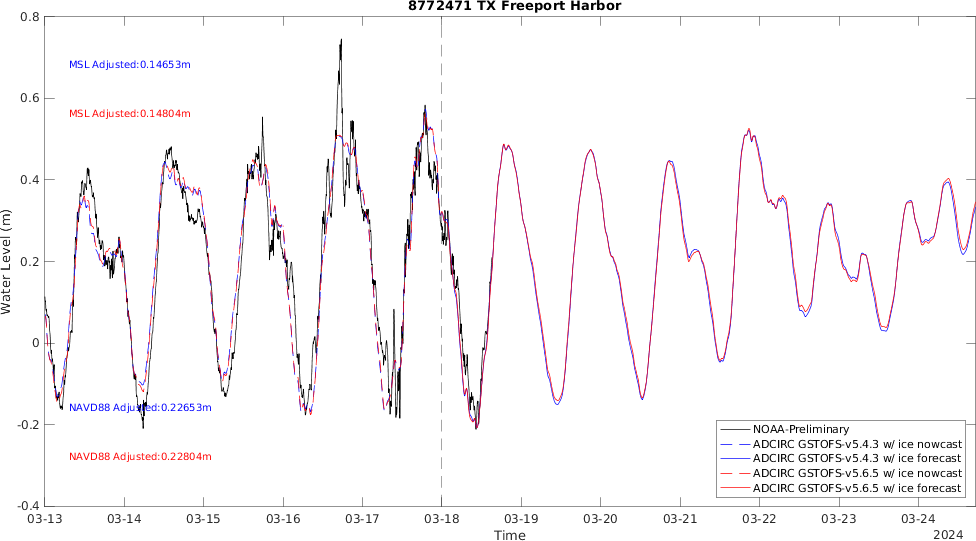 8772471 TX Freeport Harbor
0.8
0.6
0.4
0.2
0
-0.2
-0.4
Water Level (m)
MSL Adjusted:0.14653m
MSL Adjusted:0.14804m
NAVD88 Adjusted:0.22653m
NAVD88 Adjusted:0.22804m
NOAA-Preliminary
ADCIRC GSTOFS-v5.4.3 w/ ice nowcast
ADCIRC GSTOFS-v5.4.3 w/ ice forecast
ADCIRC GSTOFS-v5.6.5 w/ ice nowcast
ADCIRC GSTOFS-v5.6.5 w/ ice forecast
03-13 03-14 03-15 03-16 03-17 03-18 03-19 03-20 03-21 03-22 03-23 03-24
Time
2024